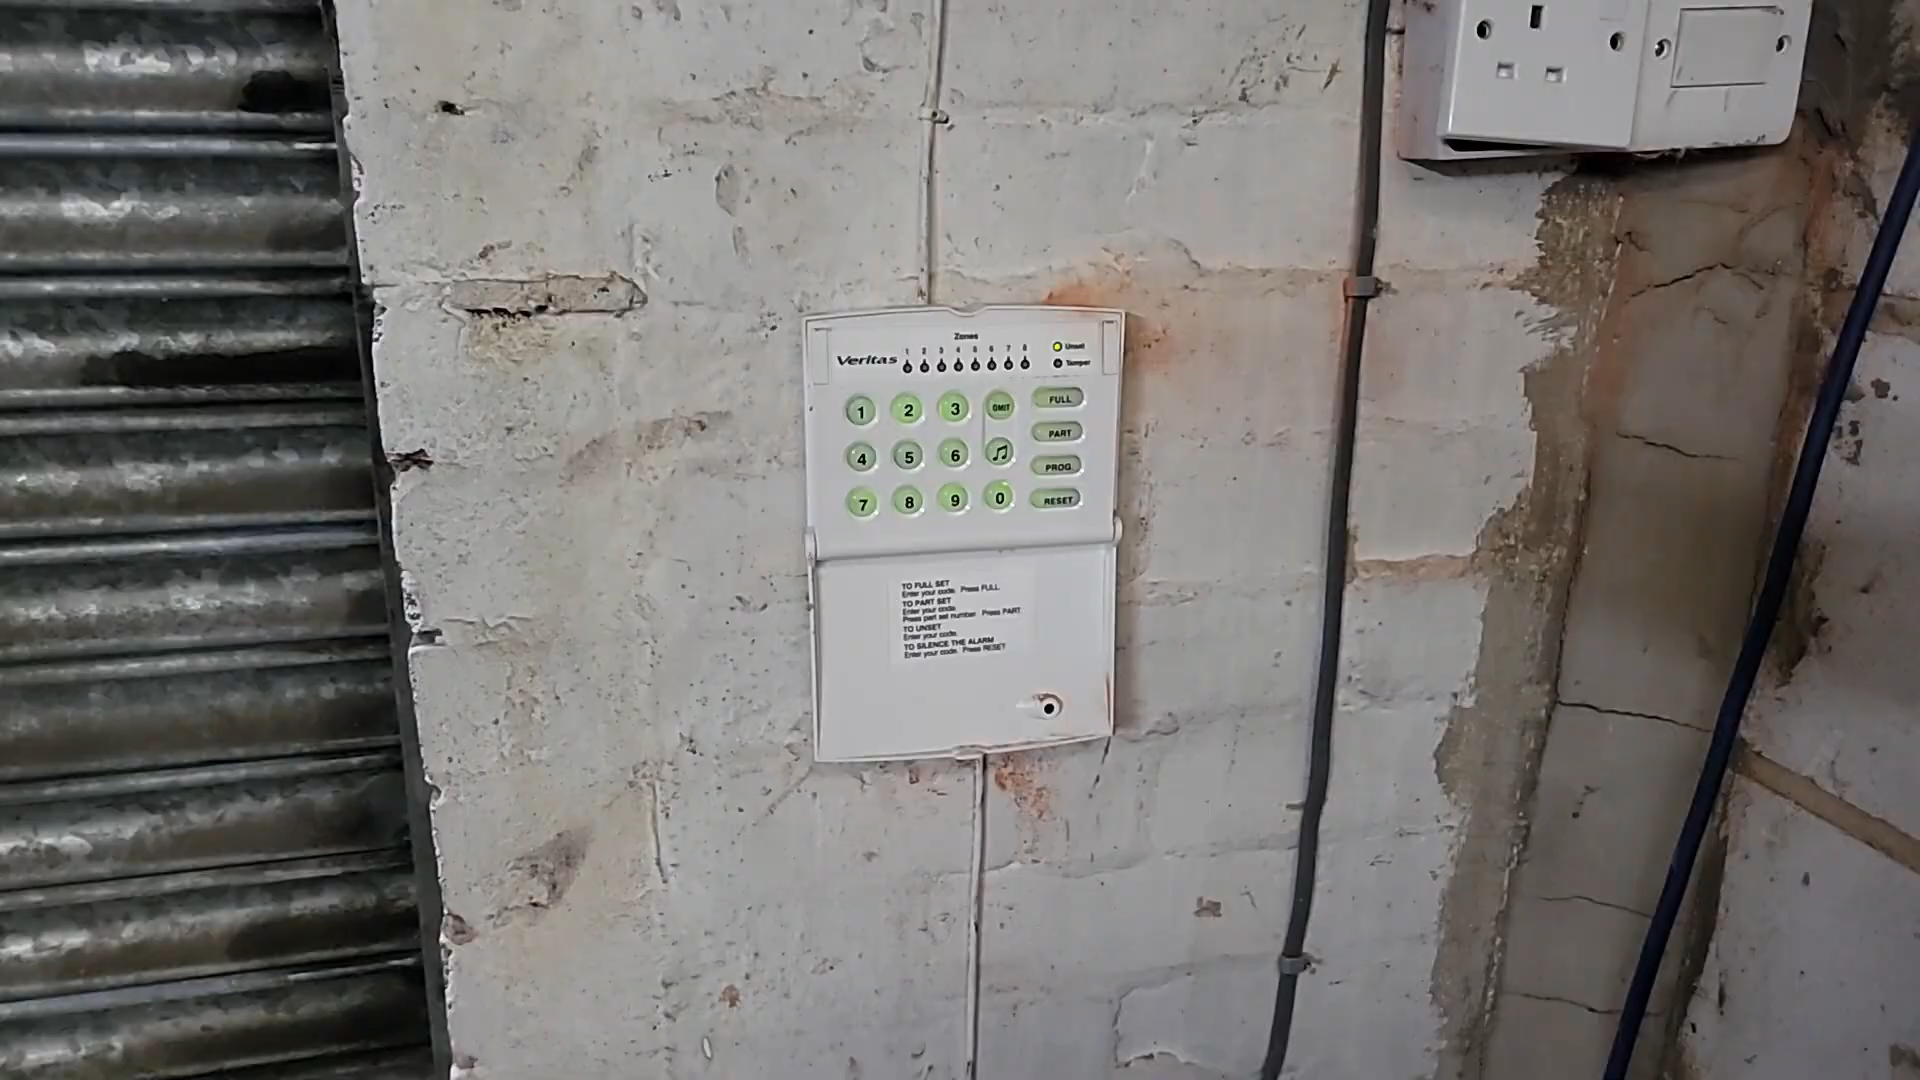 Zones
1 2 3 4 5 6 7 8
Unset
Veritas
Tamper
1 2 3 OMIT FULL
PART
4 5 6
PROG
7 8 9 0 RESET
TO FULL SET
Enter your code. Press FULL
TO PART SET
Enter your code.
Press part set number. Press PART
TO UNSET
Enter your code.
TO SILENCE THE ALARM
Enter your code. Press RESET